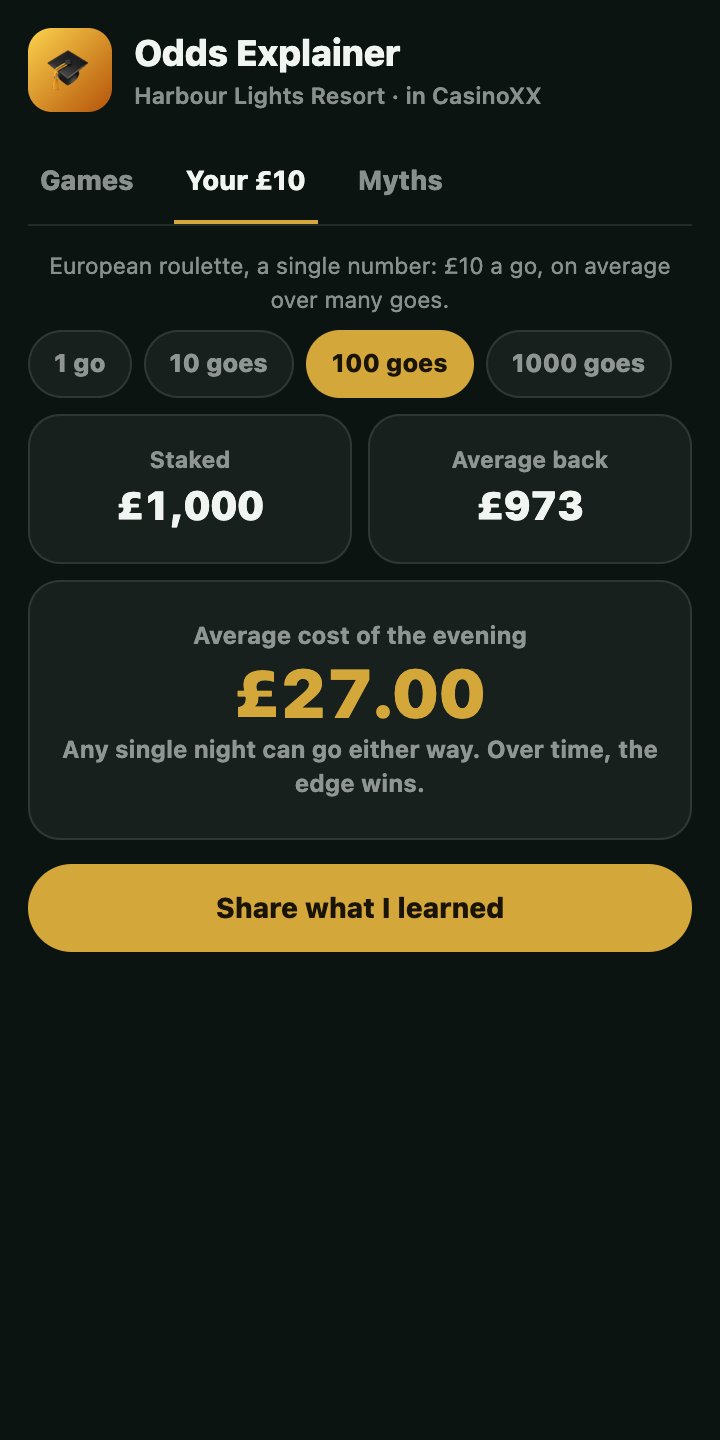 Odds Explainer
Harbour Lights Resort · in CasinoXX
Games
Your £10
Myths
European roulette, a single number: £10 a go, on average
over many goes.
1 go
10 goes
100 goes
1000 goes
Staked
£1,000
Average back
£973
Average cost of the evening
£27.00
Any single night can go either way. Over time, the
edge wins.
Share what I learned